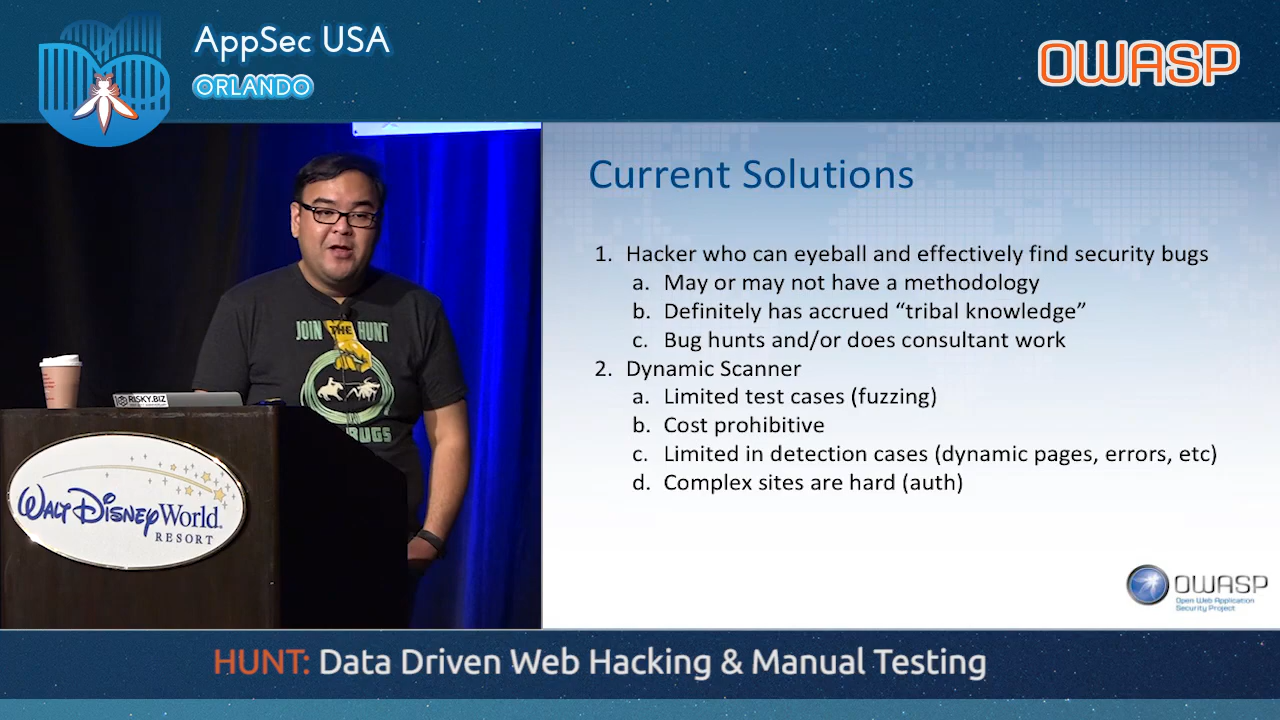 AppSec USA
ORLANDO
OWASP
Current Solutions
1. Hacker who can eyeball and effectively find security bugs
a. May or may not have a methodology
b. Definitely has accrued “tribal knowledge”
c. Bug hunts and/or does consultant work
2. Dynamic Scanner
a. Limited test cases (fuzzing)
b. Cost prohibitive
c. Limited in detection cases (dynamic pages, errors, etc)
d. Complex sites are hard (auth)
JOIN THE HUNT
BUGS
RISKY.BIZ
WALT DISNEY World.
RESORT
OWASP
Open Web Application
Security Project
HUNT: Data Driven Web Hacking & Manual Testing